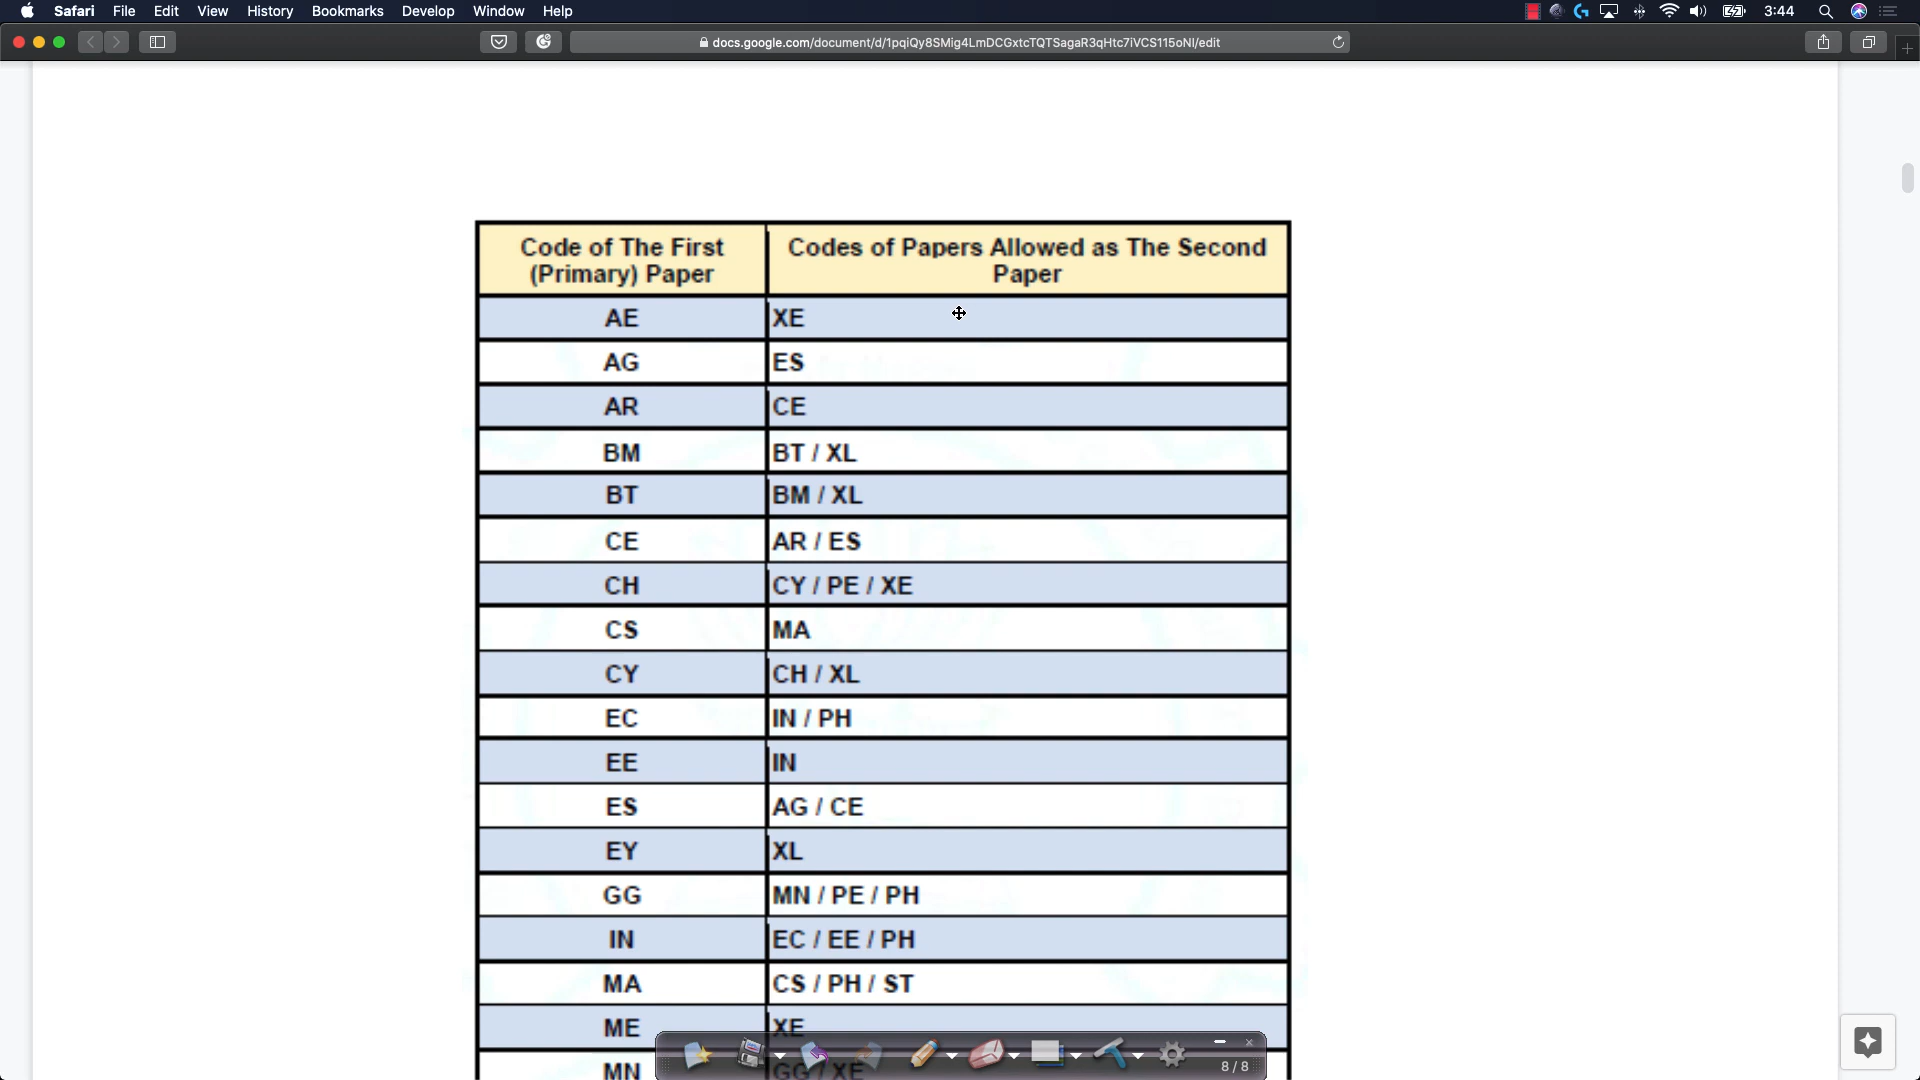 Safari File Edit View History Bookmarks Develop Window Help 3:44
docs.google.com/document/d/1pqiQy8SMig4LmDCGxtcTQTSagaR3qHtc7iVCS115oNI/edit
Code of The First (Primary) Paper
Codes of Papers Allowed as The Second Paper
AE XE
AG ES
AR CE
BM BT / XL
BT BM / XL
CE AR / ES
CH CY / PE / XE
CS MA
CY CH / XL
EC IN / PH
EE IN
ES AG / CE
EY XL
GG MN / PE / PH
IN EC / EE / PH
MA CS / PH / ST
ME XE
MN GG / XE
8/8